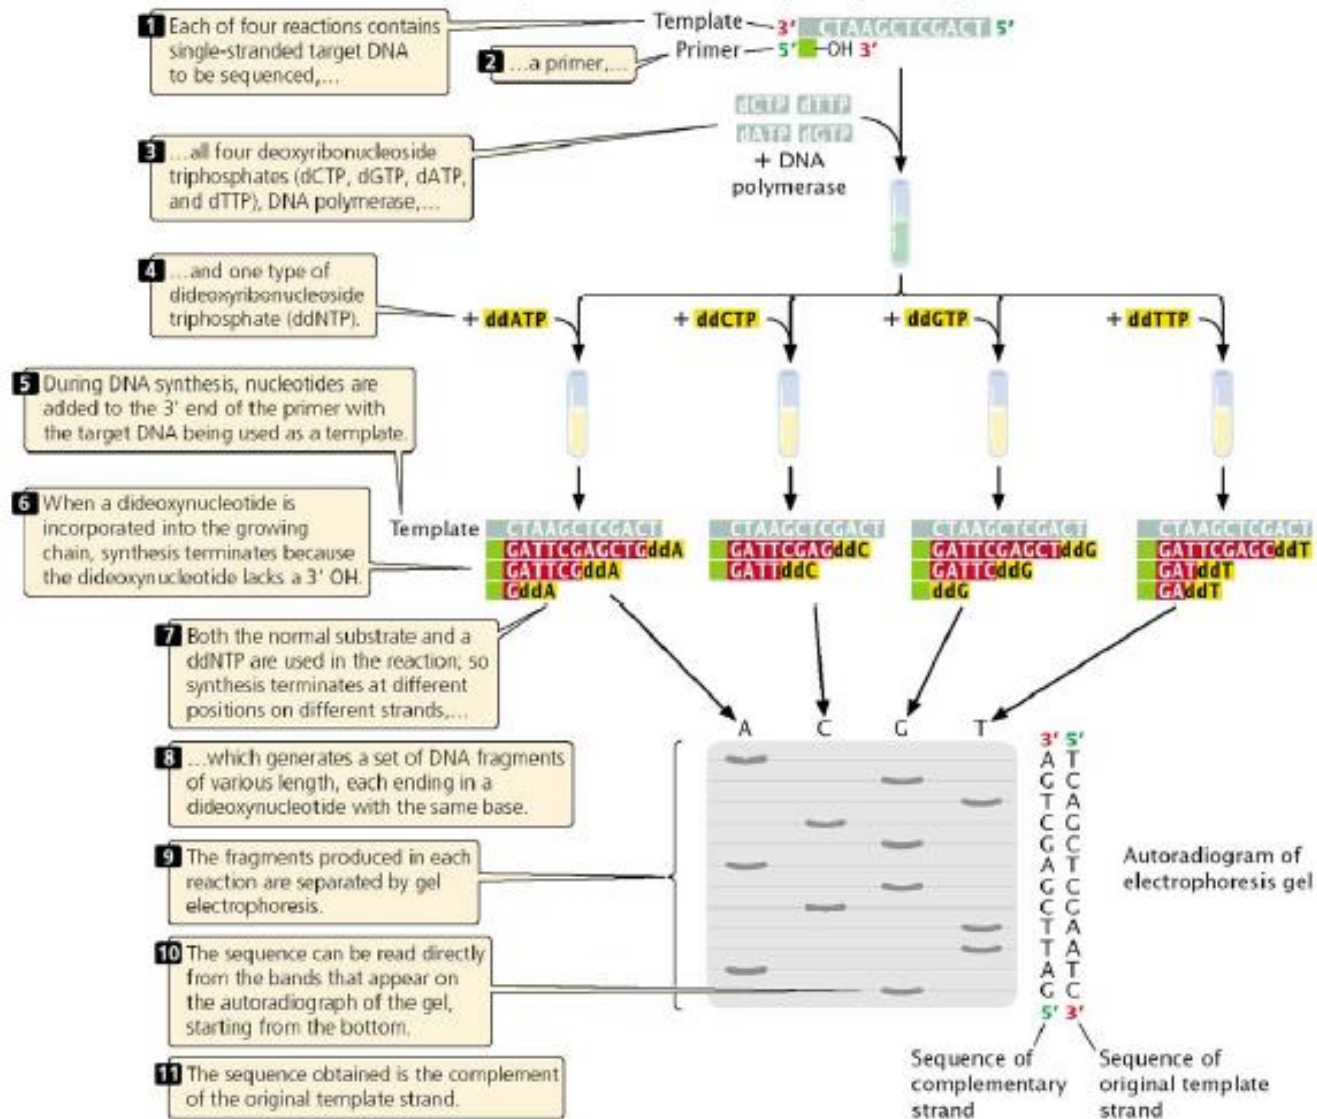 1 Each of four reactions contains
single-stranded target DNA
to be sequenced,...
Template 3' CTAAGCTCGACT 5'
Primer 5' -OH 3'
2 ...a primer,...
dCTP dTTP
dATP dGTP
+ DNA
polymerase
3 ...all four deoxyribonucleoside
triphosphates (dCTP, dGTP, dATP,
and dTTP), DNA polymerase,...
4 ...and one type of
dideoxyribonucleoside
triphosphate (ddNTP).
+ ddATP + ddCTP + ddGTP + ddTTP
5 During DNA synthesis, nucleotides are
added to the 3' end of the primer with
the target DNA being used as a template.
6 When a dideoxynucleotide is
incorporated into the growing
chain, synthesis terminates because
the dideoxynucleotide lacks a 3' OH.
Template CTAAGCTCGACT CTAAGCTCGACT CTAAGCTCGACT CTAAGCTCGACT
GATTCGAGCTGddA GATTCGAGddC GATTCGAGCTddG GATTCGAGCddT
GATTCGddA GATTddC GATTCddG GATddT
GddA ddG GAddT
7 Both the normal substrate and a
ddNTP are used in the reaction; so
synthesis terminates at different
positions on different strands,...
8 ...which generates a set of DNA fragments
of various length, each ending in a
dideoxynucleotide with the same base.
9 The fragments produced in each
reaction are separated by gel
electrophoresis.
10 The sequence can be read directly
from the bands that appear on
the autoradiograph of the gel,
starting from the bottom.
11 The sequence obtained is the complement
of the original template strand.
A C G T
3' 5'
A T
G C
T A
C G
G C
A T
G C
C G
T A
T A
A T
G C
5' 3'
Autoradiogram of
electrophoresis gel
Sequence of
complementary
strand
Sequence of
original template
strand